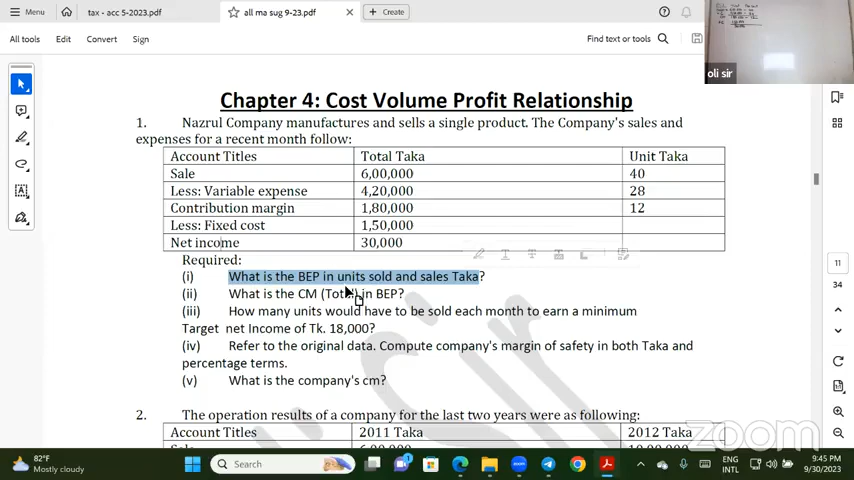 tax - acc 5-2023.pdf
all ma sug 9-23.pdf
Create
Menu
All tools
Edit
Convert
Sign
Find text or tools
oli sir
Chapter 4: Cost Volume Profit Relationship
1. Nazrul Company manufactures and sells a single product. The Company's sales and
expenses for a recent month follow:
Account Titles Total Taka Unit Taka
Sale 6,00,000 40
Less: Variable expense 4,20,000 28
Contribution margin 1,80,000 12
Less: Fixed cost 1,50,000
Net income 30,000
Required:
(i) What is the BEP in units sold and sales Taka?
(ii) What is the CM (Total) in BEP?
(iii) How many units would have to be sold each month to earn a minimum
Target net Income of Tk. 18,000?
(iv) Refer to the original data. Compute company's margin of safety in both Taka and
percentage terms.
(v) What is the company's cm?
2. The operation results of a company for the last two years were as following:
Account Titles 2011 Taka 2012 Taka
11
34
Sir
zoom
82°F
Mostly cloudy
Search
ENG
INTL
9:45 PM
9/30/2023